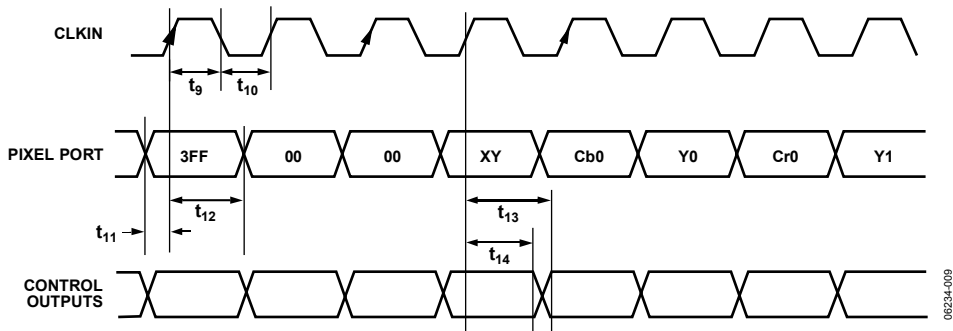 CLKIN
t9
t10
PIXEL PORT
3FF
00
00
XY
Cb0
Y0
Cr0
Y1
t12
t13
t11
t14
CONTROL
OUTPUTS
06234-009